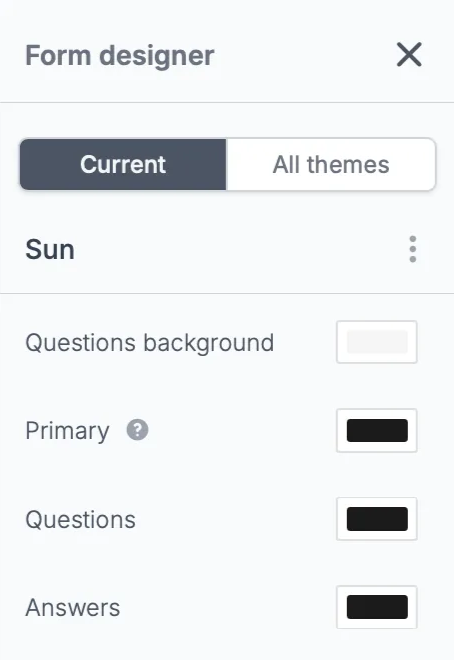 Form designer
Current
All themes
Sun
Questions background
Primary
Questions
Answers